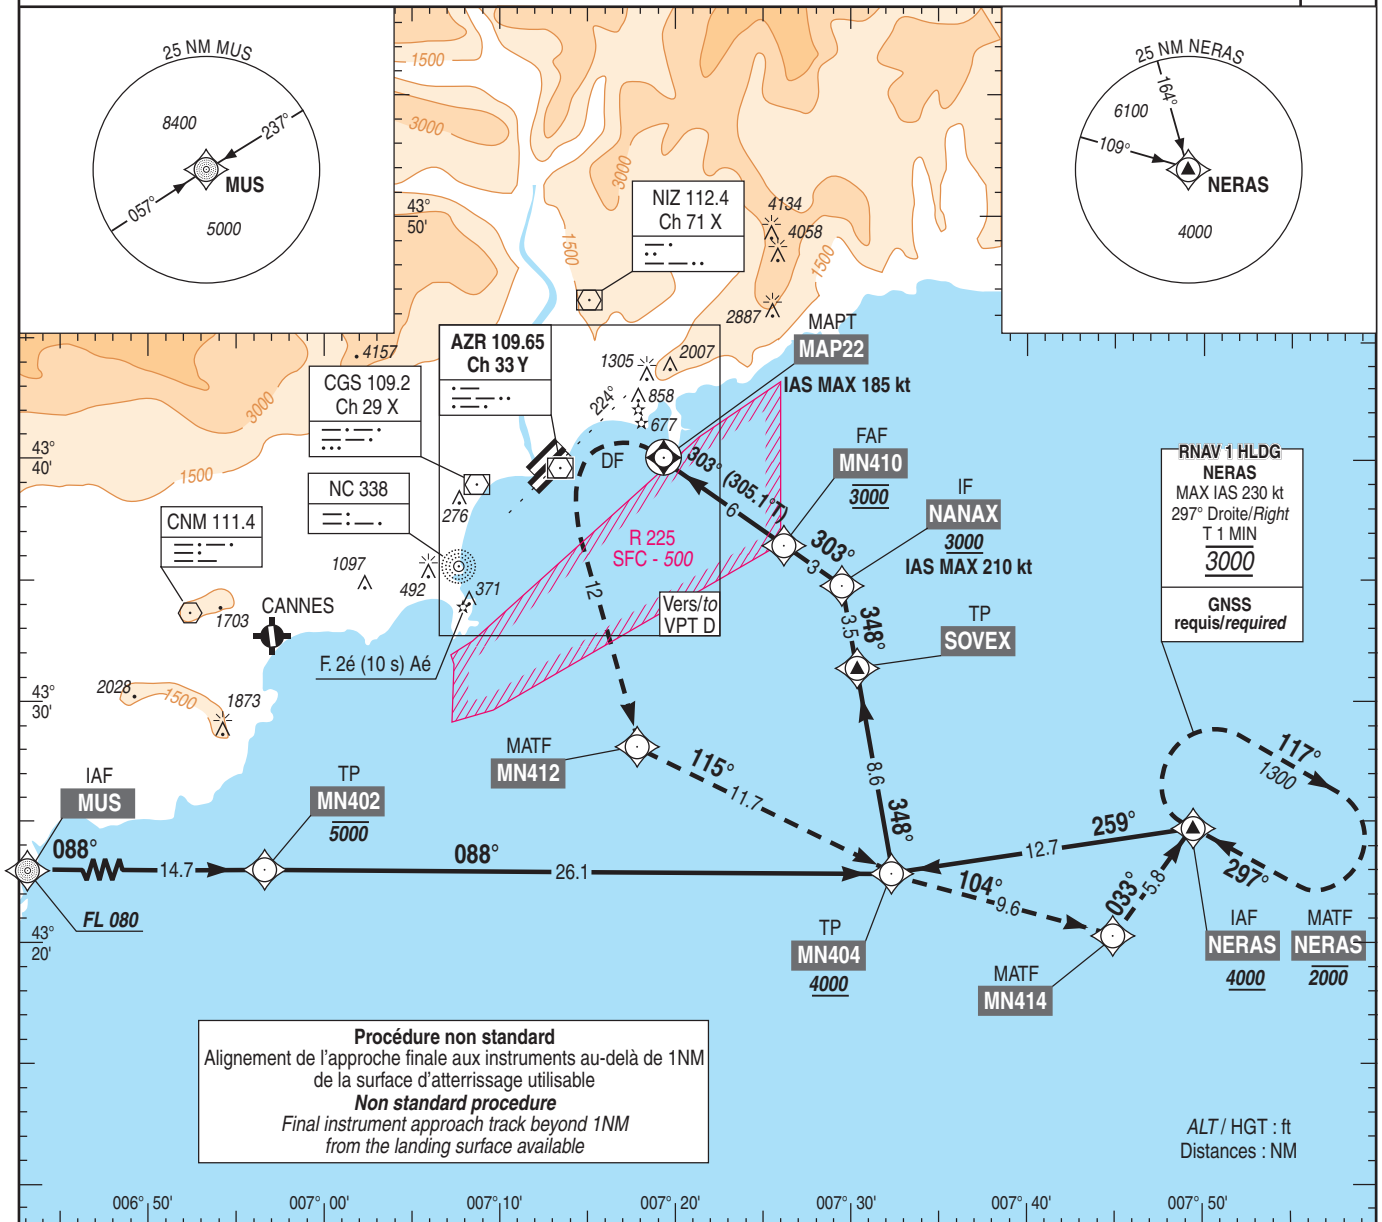 25 NM MUS
8400
237°
MUS
057°
5000
25 NM NERAS
164°
6100
109°
NERAS
4000
1500
3000
3000
1500
1500
43°
50'
NIZ 112.4
Ch 71 X
4134
4058
2887
MAPT
MAP22
IAS MAX 185 kt
4157
AZR 109.65
Ch 33 Y
1305
2007
858
677
224°
CGS 109.2
Ch 29 X
3000
1500
43°
40'
DF
303° (305.1°T)
6
FAF
MN410
3000
IF
NANAX
3000
IAS MAX 210 kt
303°
3
RNAV 1 HLDG
NERAS
MAX IAS 230 kt
297° Droite/Right
T 1 MIN
3000
GNSS
requis/required
NC 338
276
CNM 111.4
R 225
SFC - 500
1097
492
371
12
348°
3.5
TP
SOVEX
1703
CANNES
Vers/to
VPT D
F. 2é (10 s) Aé
43°
30'
2028
1500
1873
MATF
MN412
115°
11.7
8.6
348°
117°
1300
IAF
MUS
TP
MN402
5000
088°
14.7
088°
26.1
259°
12.7
297°
FL 080
104°
9.6
033°
5.8
43°
20'
TP
MN404
4000
MATF
MN414
IAF
NERAS
4000
MATF
NERAS
2000
Procédure non standard
Alignement de l'approche finale aux instruments au-delà de 1NM
de la surface d'atterrissage utilisable
Non standard procedure
Final instrument approach track beyond 1NM
from the landing surface available
ALT / HGT : ft
Distances : NM
006° 50'
007° 00'
007° 10'
007° 20'
007° 30'
007° 40'
007° 50'